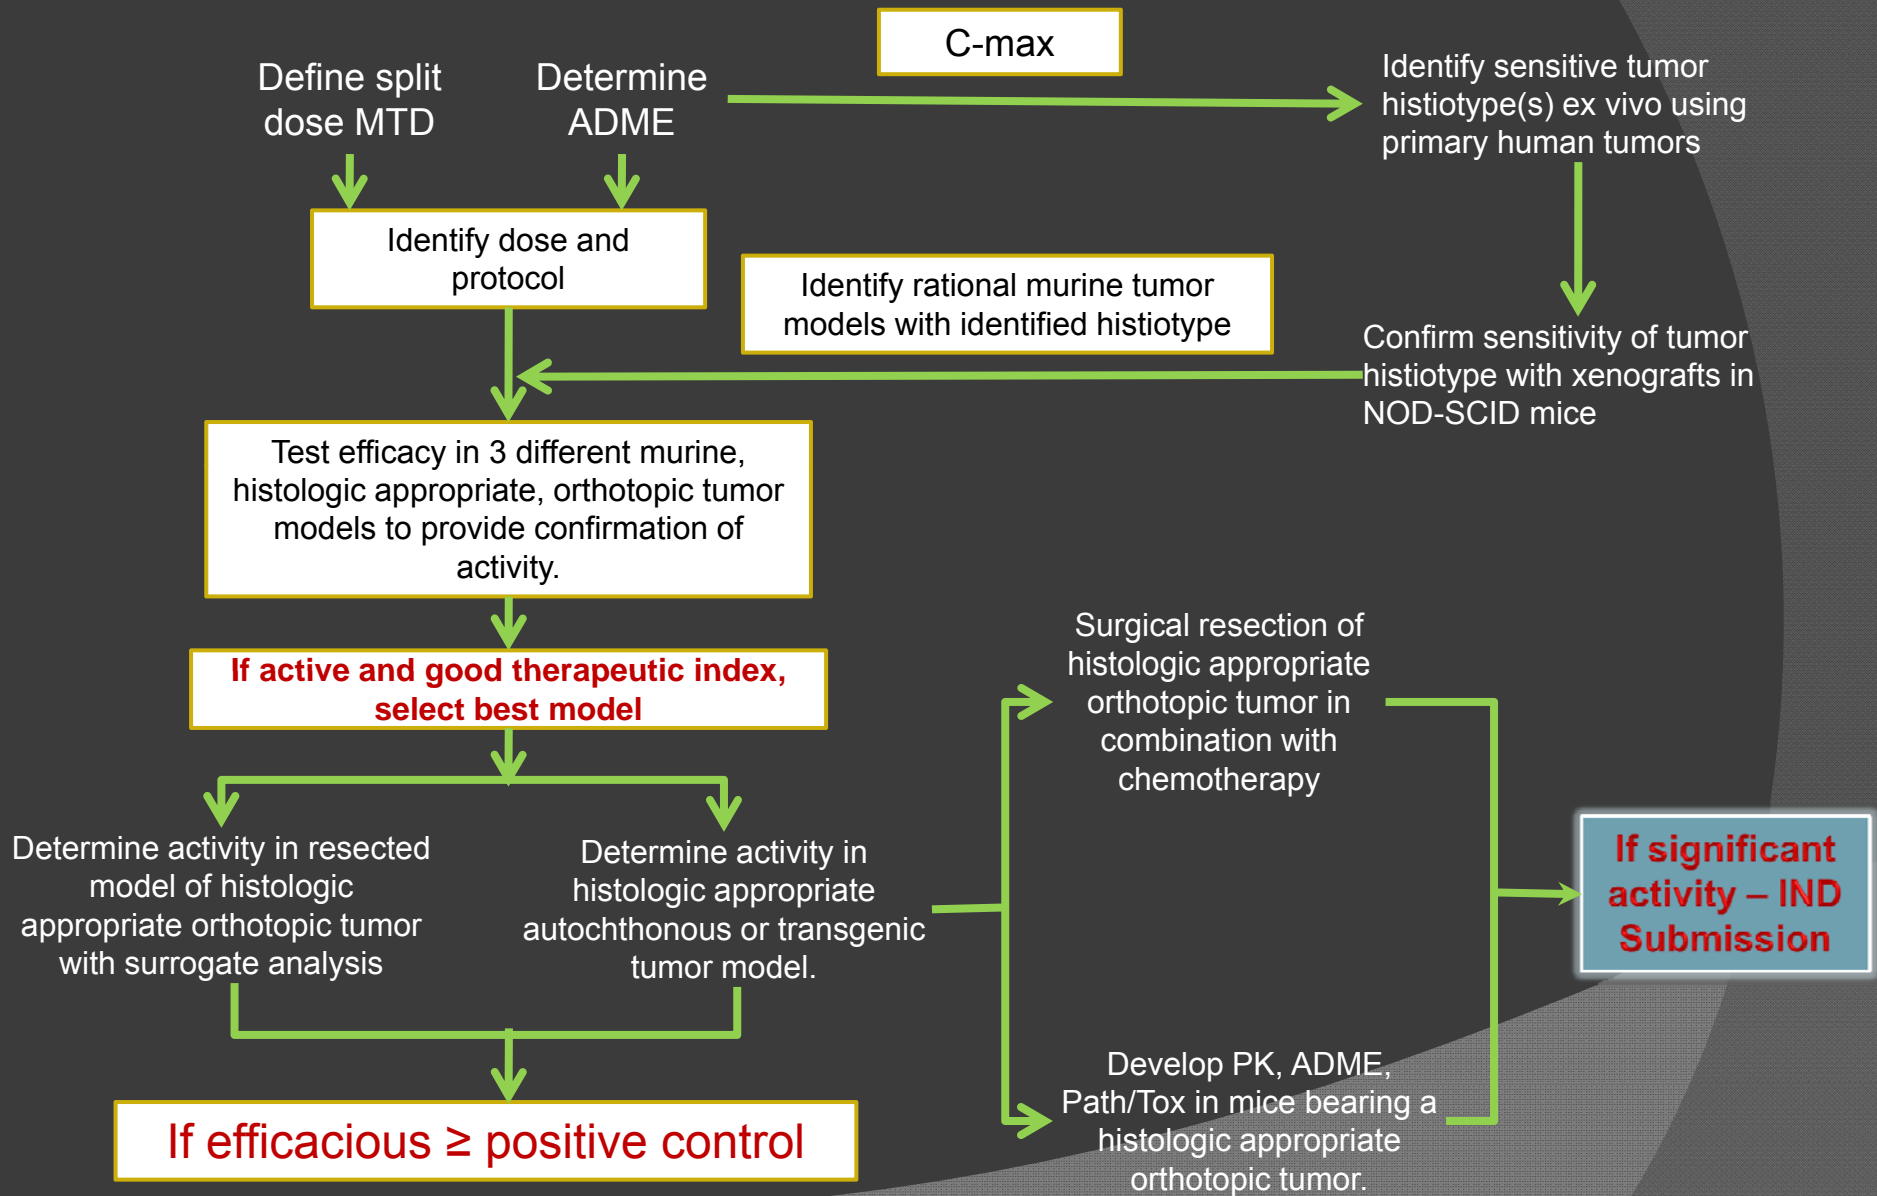 C-max
Define split
dose MTD
Determine
ADME
Identify sensitive tumor
histiotype(s) ex vivo using
primary human tumors
Identify dose and
protocol
Identify rational murine tumor
models with identified histiotype
Confirm sensitivity of tumor
histiotype with xenografts in
NOD-SCID mice
Test efficacy in 3 different murine,
histologic appropriate, orthotopic tumor
models to provide confirmation of
activity.
If active and good therapeutic index,
select best model
Surgical resection of
histologic appropriate
orthotopic tumor in
combination with
chemotherapy
Determine activity in resected
model of histologic
appropriate orthotopic tumor
with surrogate analysis
Determine activity in
histologic appropriate
autochthonous or transgenic
tumor model.
If significant
activity – IND
Submission
If efficacious ≥ positive control
Develop PK, ADME,
Path/Tox in mice bearing a
histologic appropriate
orthotopic tumor.